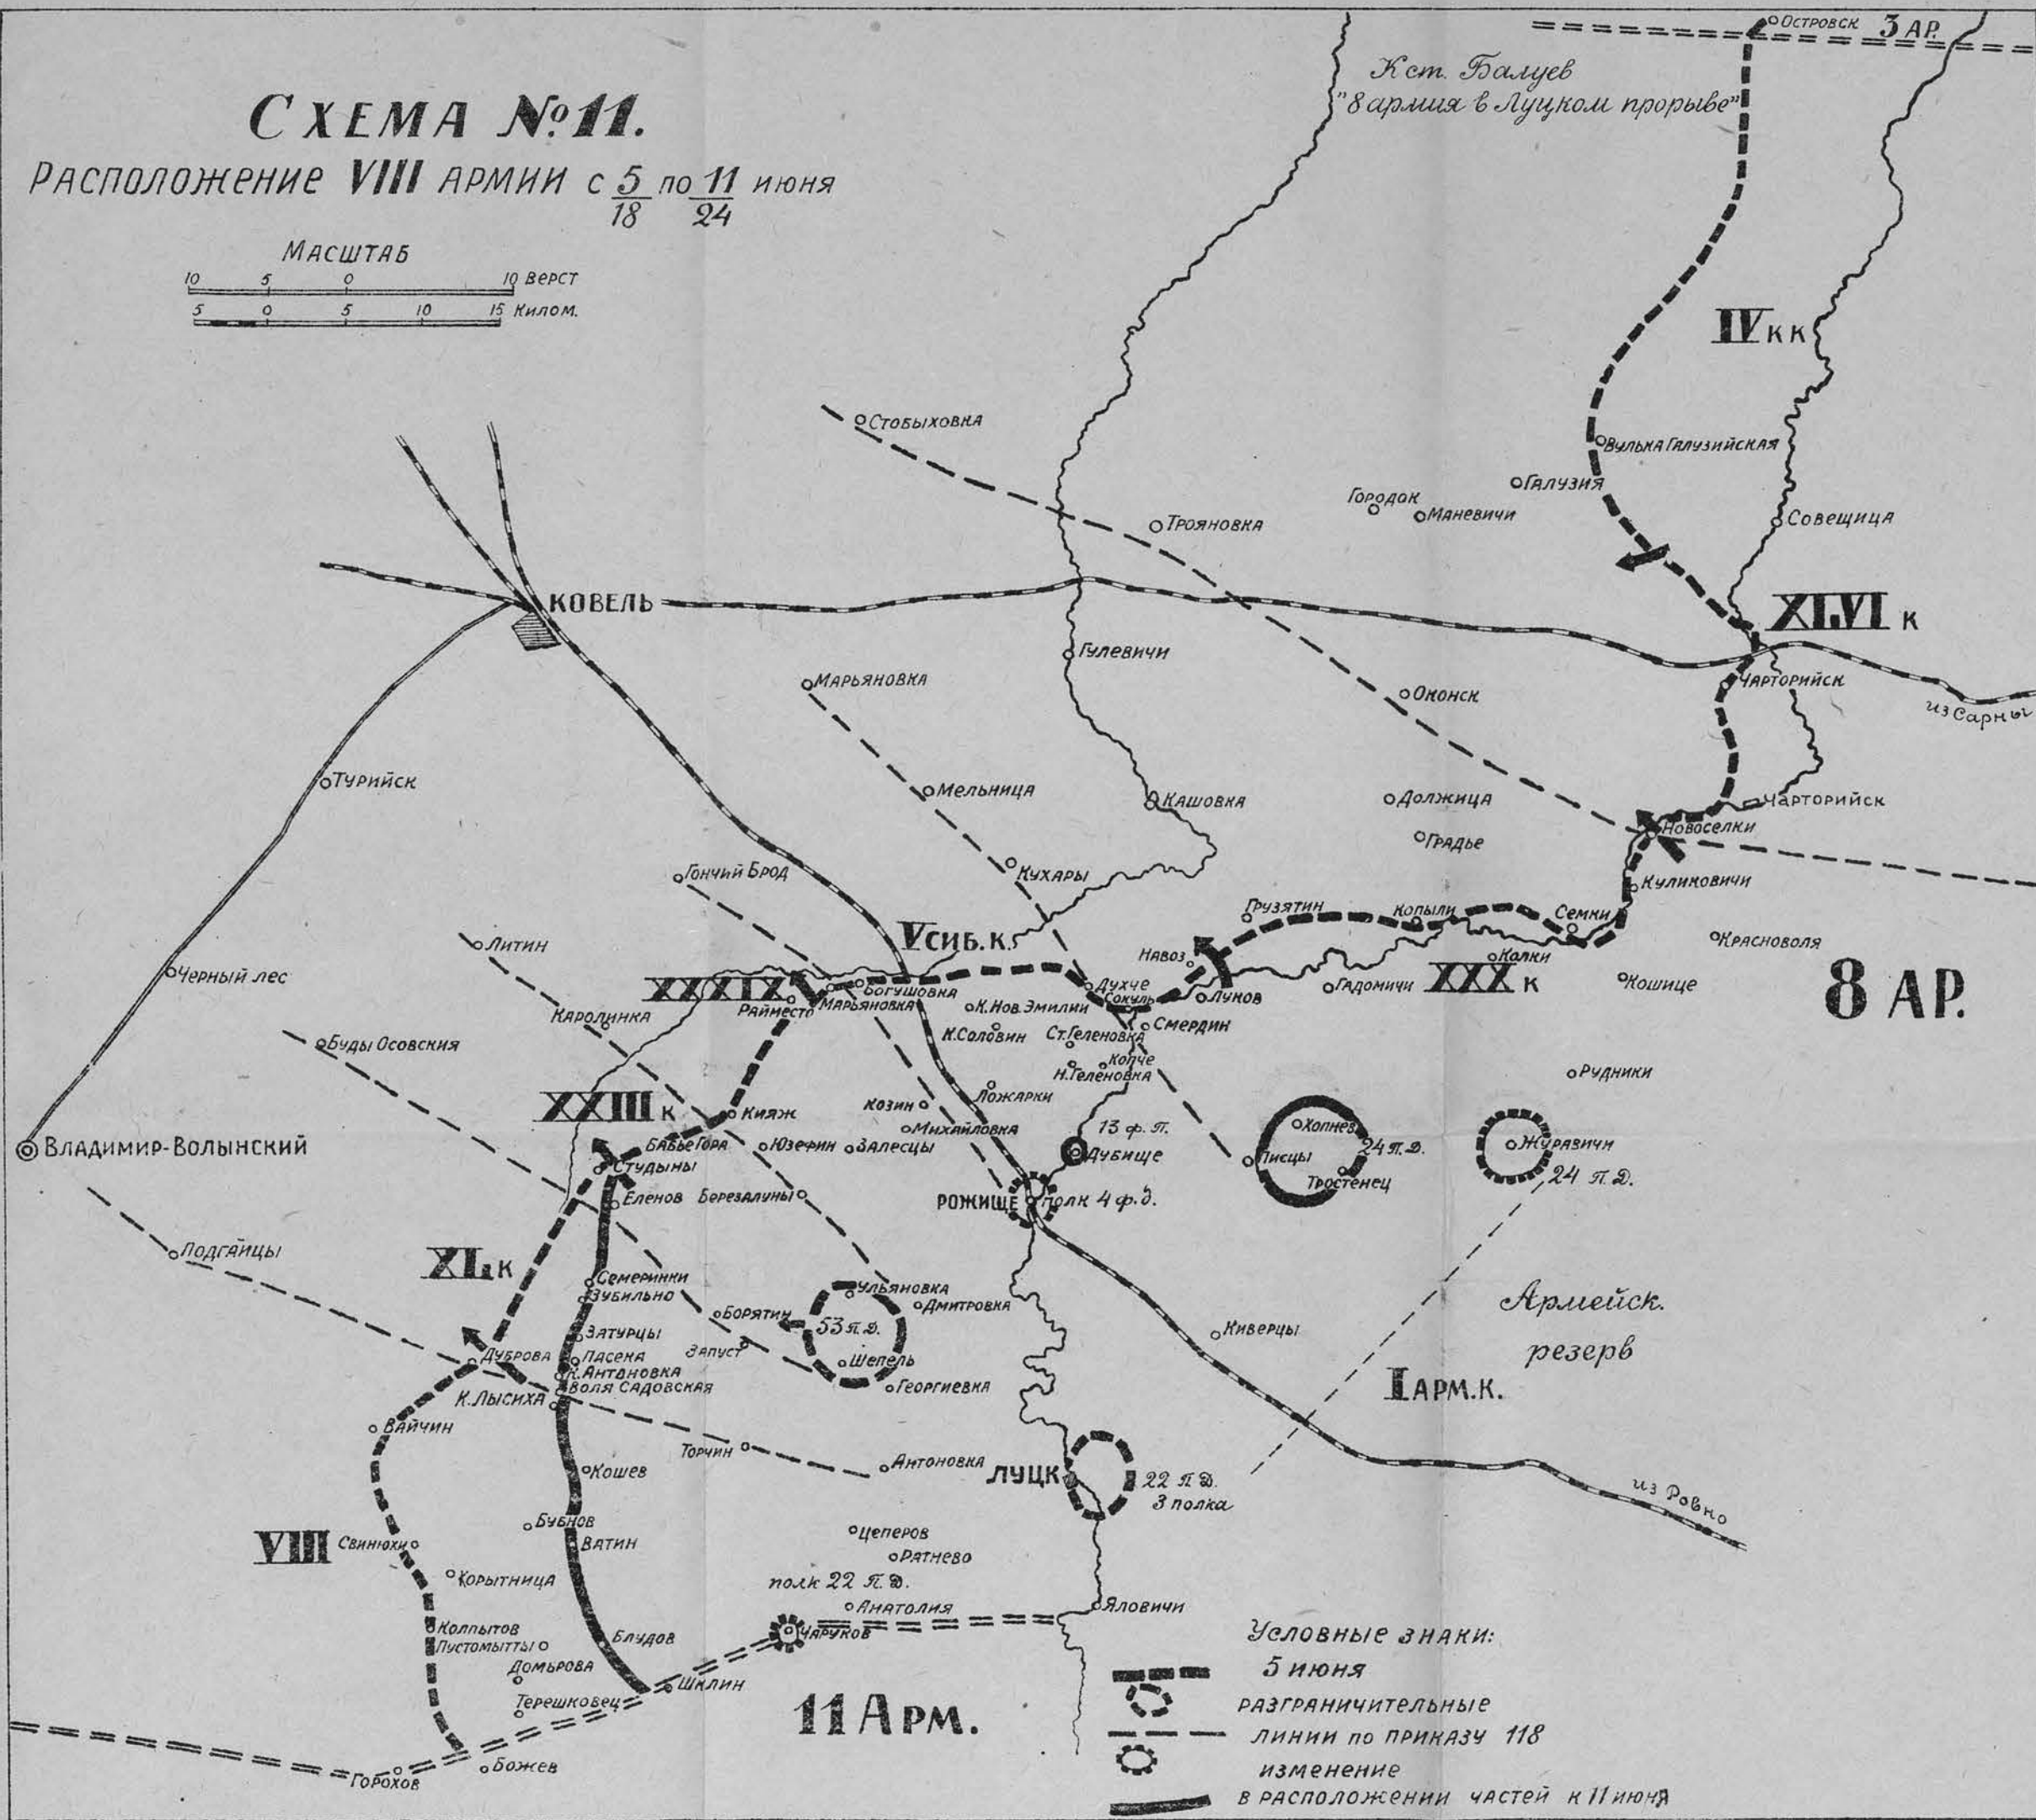 Островск 3 АР.
К ст. Балуев
"8 армия в Луцком прорыве"
СХЕМА №11.
РАСПОЛОЖЕНИЕ VIII АРМИИ с 5/18 по 11/24 ИЮНЯ
МАСШТАБ
10 5 0 10 ВЕРСТ
5 0 5 10 15 КИЛОМ.
IV КК
Стобыховка
Вулька Галузийская
Галузия
Городок
Маневичи
Трояновка
Совещица
КОВЕЛЬ
XLVI К
Гулевичи
Марьяновка
Чарторийск
Оконск
из Сарны
Турийск
Мельница
Кашовка
Должица
Чарторийск
Новоселки
Градье
Гончий Брод
Кухары
Куликовичи
Грузятин
Копыли
Семки
V СИБ. К.
Литин
Красноволя
Навоз
Колки
Черный лес
XXXIX
Богушовка
Духче
Гадомичи
XXX К
Кошице
8 АР.
Райместо
Марьяновка
К. Нов. Эмилии
Сокуль
Луков
Каролинка
Смердин
К. Соловин
Ст. Геленовка
Буды Осовския
Копче
Н. Геленовка
Рудники
Ложарки
XXIII К
Кияж
Козин
Михайловка
13 ф. п.
Хопнев
Бабье Гора
Юзефин
Залесцы
Дубище
24 П.Д.
Журавичи
ВЛАДИМИР-ВОЛЫНСКИЙ
Студыны
Писцы
Тростенец
24 П.Д.
Еленов
Березалуны
РОЖИЩЕ
полк 4 ф.д.
Подгайцы
XL К
Семеринки
Зубильно
Ульяновка
Борятин
Дмитровка
Армейск.
резерв
53 П.Д.
Затурцы
Запуст
Киверцы
Дуброва
Пасека
Шепель
К. Антоновка
Воля Садовская
Георгиевка
I АРМ. К.
К. Лысиха
Вайчин
Торчин
Антоновка
Кошев
ЛУЦК
22 П.Д.
3 полка
из Ровно
Бубнов
VIII
Свинюхи
Ватин
Цеперов
Ратнево
Корытница
полк 22 П.Д.
Анатолия
Яловичи
Колпытов
Чаруков
Пустомытты
Блудов
Домьрова
Шклин
Терешковец
11 АРМ.
Горохов
Божев
Условные знаки:
5 июня
РАЗГРАНИЧИТЕЛЬНЫЕ
ЛИНИИ ПО ПРИКАЗУ 118
ИЗМЕНЕНИЕ
В РАСПОЛОЖЕНИИ ЧАСТЕЙ К 11 ИЮНЯ